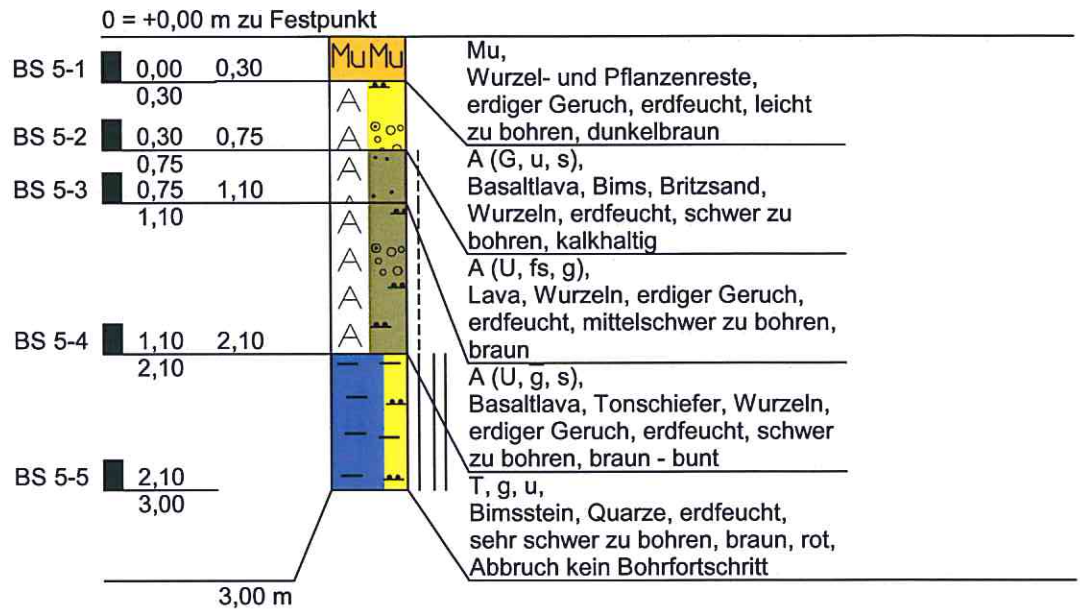 0 = +0,00 m zu Festpunkt
Mu Mu
BS 5-1 0,00 0,30
0,30
Mu,
Wurzel- und Pflanzenreste,
erdiger Geruch, erdfeucht, leicht
zu bohren, dunkelbraun
A
A
BS 5-2 0,30 0,75
0,75
A (G, u, s),
Basaltlava, Bims, Britzsand,
Wurzeln, erdfeucht, schwer zu
bohren, kalkhaltig
A
A
BS 5-3 0,75 1,10
1,10
A (U, fs, g),
Lava, Wurzeln, erdiger Geruch,
erdfeucht, mittelschwer zu bohren,
braun
A
A
A
A
BS 5-4 1,10 2,10
2,10
A (U, g̅, s),
Basaltlava, Tonschiefer, Wurzeln,
erdiger Geruch, erdfeucht, schwer
zu bohren, braun - bunt
BS 5-5 2,10
3,00
T, g, u,
Bimsstein, Quarze, erdfeucht,
sehr schwer zu bohren, braun, rot,
Abbruch kein Bohrfortschritt
3,00 m